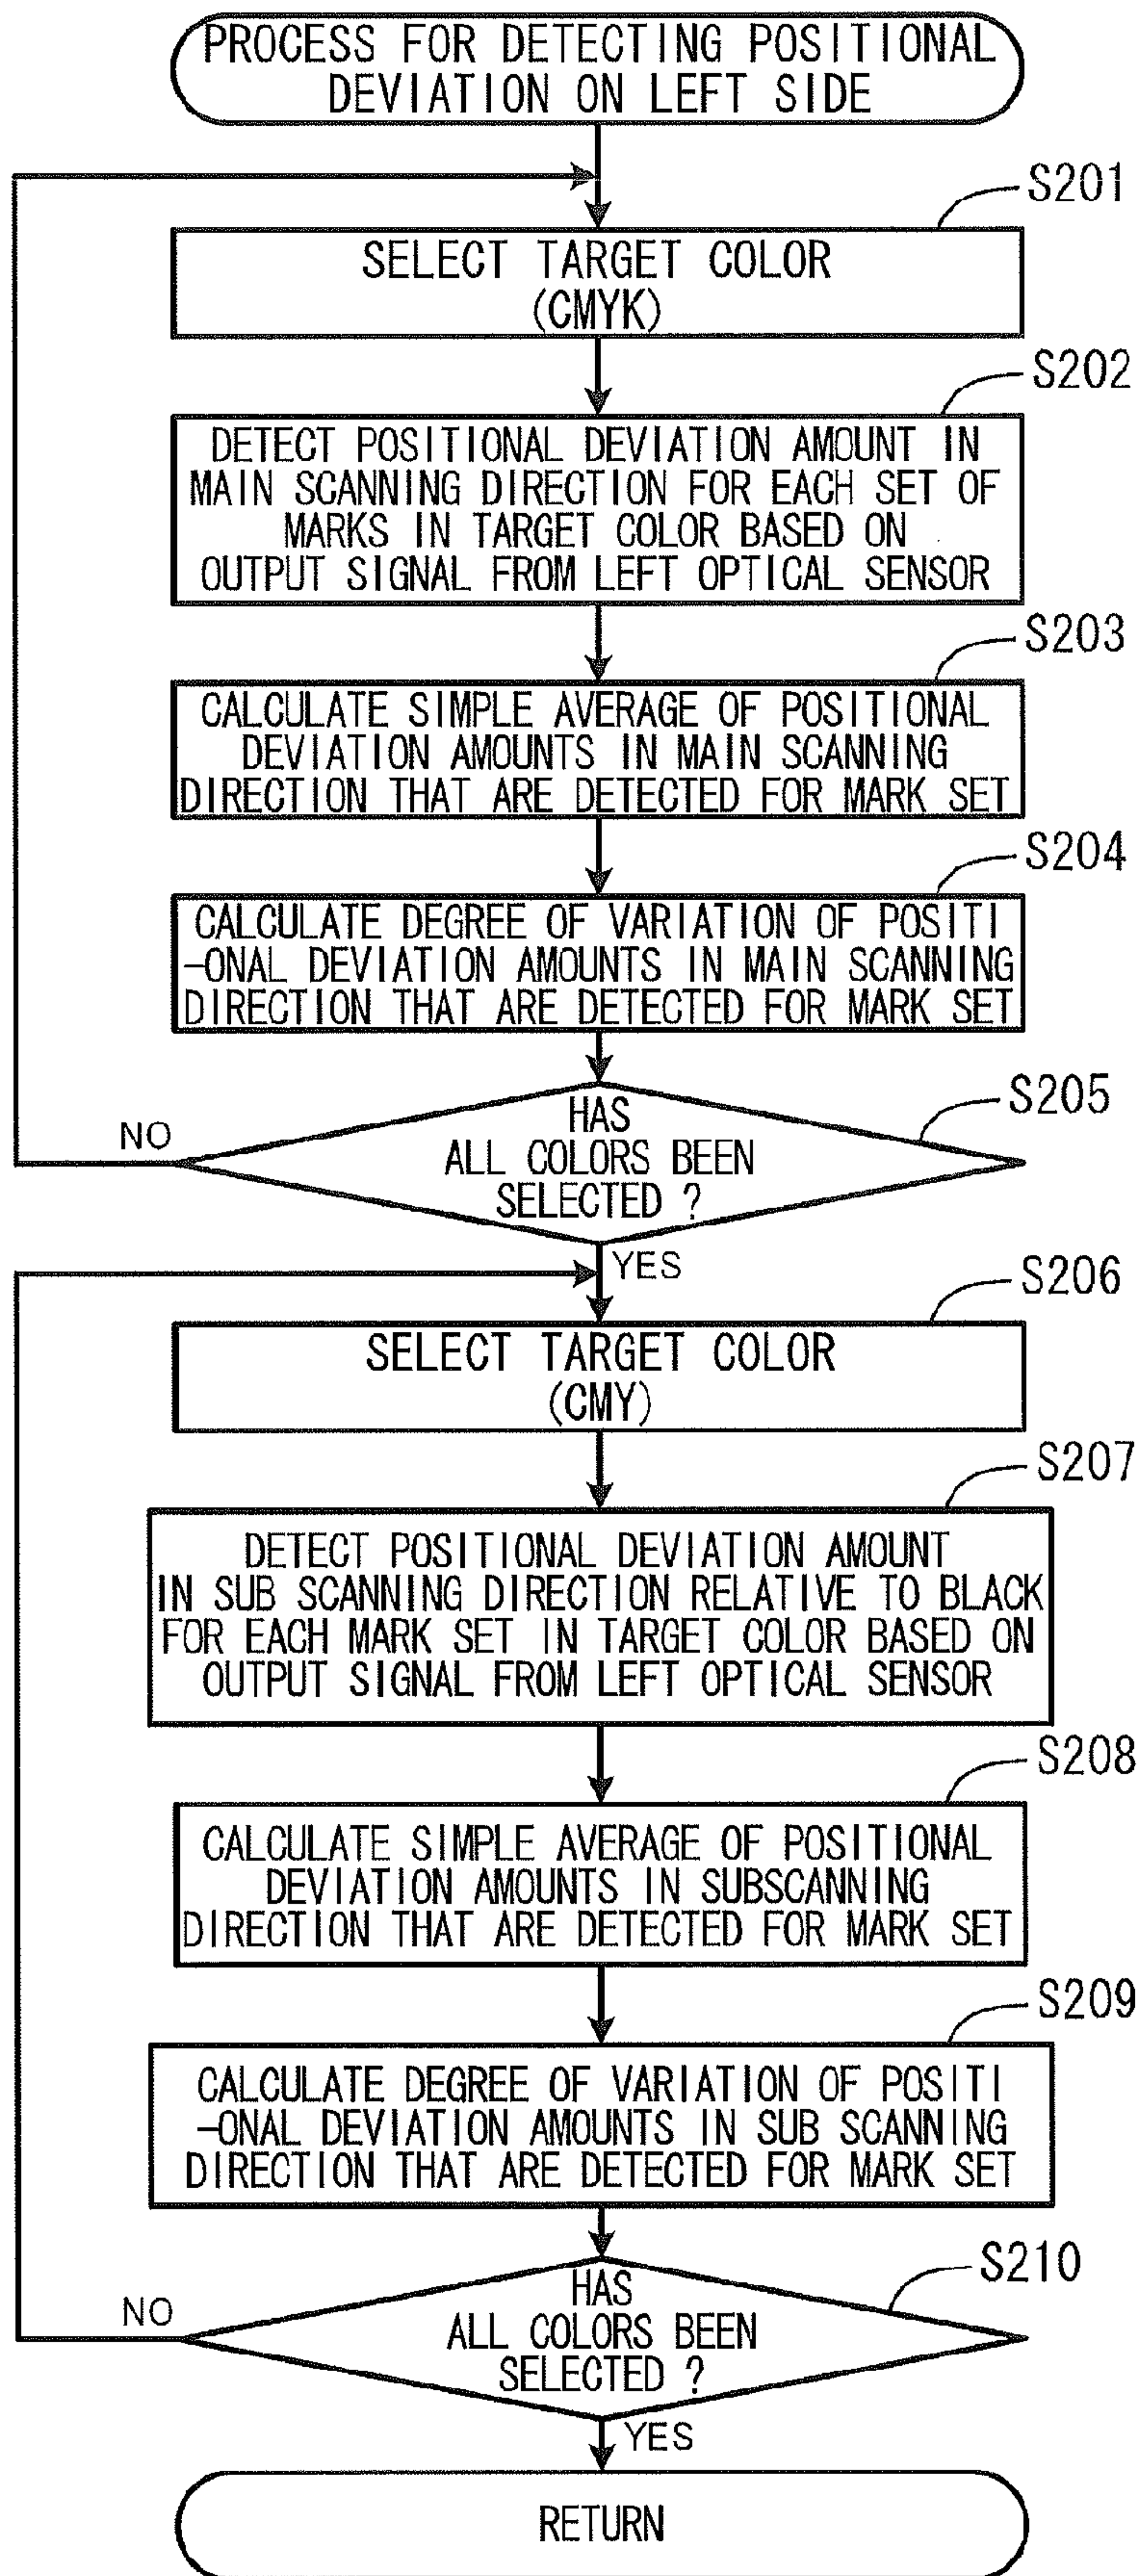 PROCESS FOR DETECTING POSITIONAL
DEVIATION ON LEFT SIDE
S201
SELECT TARGET COLOR
(CMYK)
S202
DETECT POSITIONAL DEVIATION AMOUNT IN
MAIN SCANNING DIRECTION FOR EACH SET OF
MARKS IN TARGET COLOR BASED ON
OUTPUT SIGNAL FROM LEFT OPTICAL SENSOR
S203
CALCULATE SIMPLE AVERAGE OF POSITIONAL
DEVIATION AMOUNTS IN MAIN SCANNING
DIRECTION THAT ARE DETECTED FOR MARK SET
S204
CALCULATE DEGREE OF VARIATION OF POSITI
-ONAL DEVIATION AMOUNTS IN MAIN SCANNING
DIRECTION THAT ARE DETECTED FOR MARK SET
S205
HAS
ALL COLORS BEEN
SELECTED ?
NO
YES
S206
SELECT TARGET COLOR
(CMY)
S207
DETECT POSITIONAL DEVIATION AMOUNT
IN SUB SCANNING DIRECTION RELATIVE TO BLACK
FOR EACH MARK SET IN TARGET COLOR BASED ON
OUTPUT SIGNAL FROM LEFT OPTICAL SENSOR
S208
CALCULATE SIMPLE AVERAGE OF POSITIONAL
DEVIATION AMOUNTS IN SUBSCANNING
DIRECTION THAT ARE DETECTED FOR MARK SET
S209
CALCULATE DEGREE OF VARIATION OF POSITI
-ONAL DEVIATION AMOUNTS IN SUB SCANNING
DIRECTION THAT ARE DETECTED FOR MARK SET
S210
HAS
ALL COLORS BEEN
SELECTED ?
NO
YES
RETURN